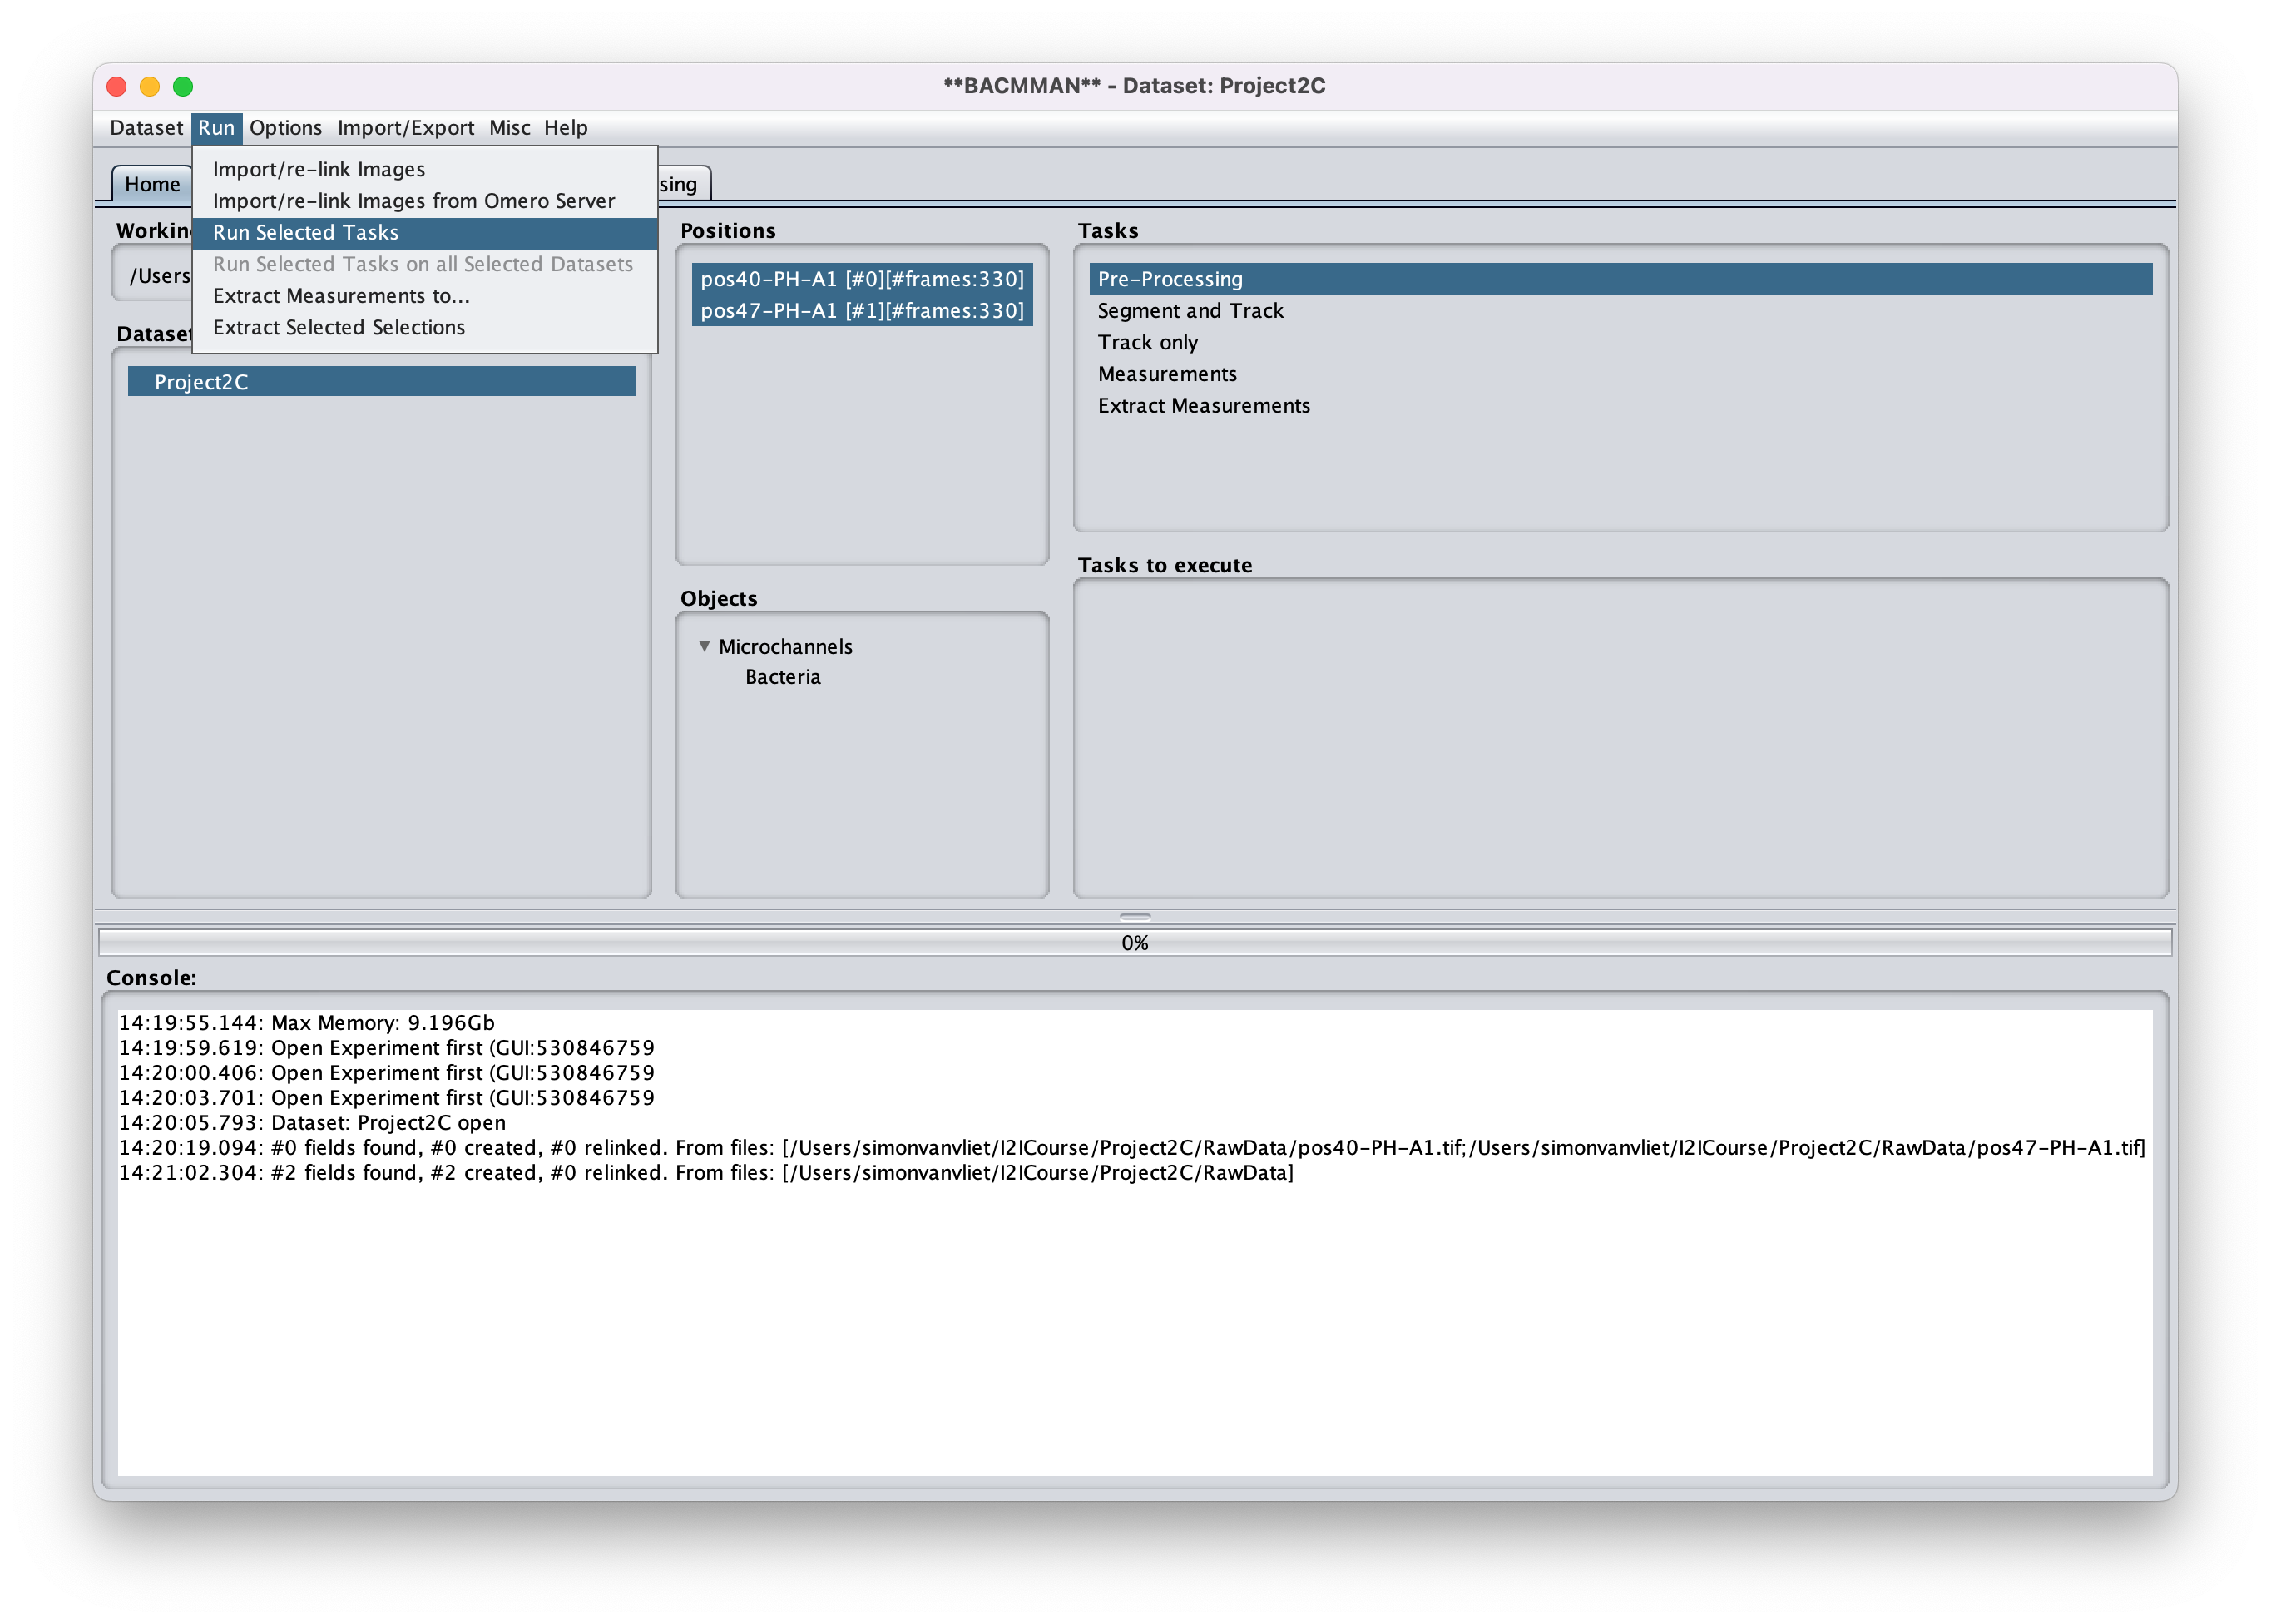 **BACMMAN** - Dataset: Project2C
Dataset Run Options Import/Export Misc Help
Import/re-link Images
Import/re-link Images from Omero Server
Run Selected Tasks
Run Selected Tasks on all Selected Datasets
Extract Measurements to...
Extract Selected Selections
Home
sing
Workin
/Users
Dataset
Project2C
Positions
pos40-PH-A1 [#0][#frames:330]
pos47-PH-A1 [#1][#frames:330]
Objects
Microchannels
Bacteria
Tasks
Pre-Processing
Segment and Track
Track only
Measurements
Extract Measurements
Tasks to execute
0%
Console:
14:19:55.144: Max Memory: 9.196Gb
14:19:59.619: Open Experiment first (GUI:530846759
14:20:00.406: Open Experiment first (GUI:530846759
14:20:03.701: Open Experiment first (GUI:530846759
14:20:05.793: Dataset: Project2C open
14:20:19.094: #0 fields found, #0 created, #0 relinked. From files: [/Users/simonvanvliet/I2ICourse/Project2C/RawData/pos40-PH-A1.tif;/Users/simonvanvliet/I2ICourse/Project2C/RawData/pos47-PH-A1.tif]
14:21:02.304: #2 fields found, #2 created, #0 relinked. From files: [/Users/simonvanvliet/I2ICourse/Project2C/RawData]